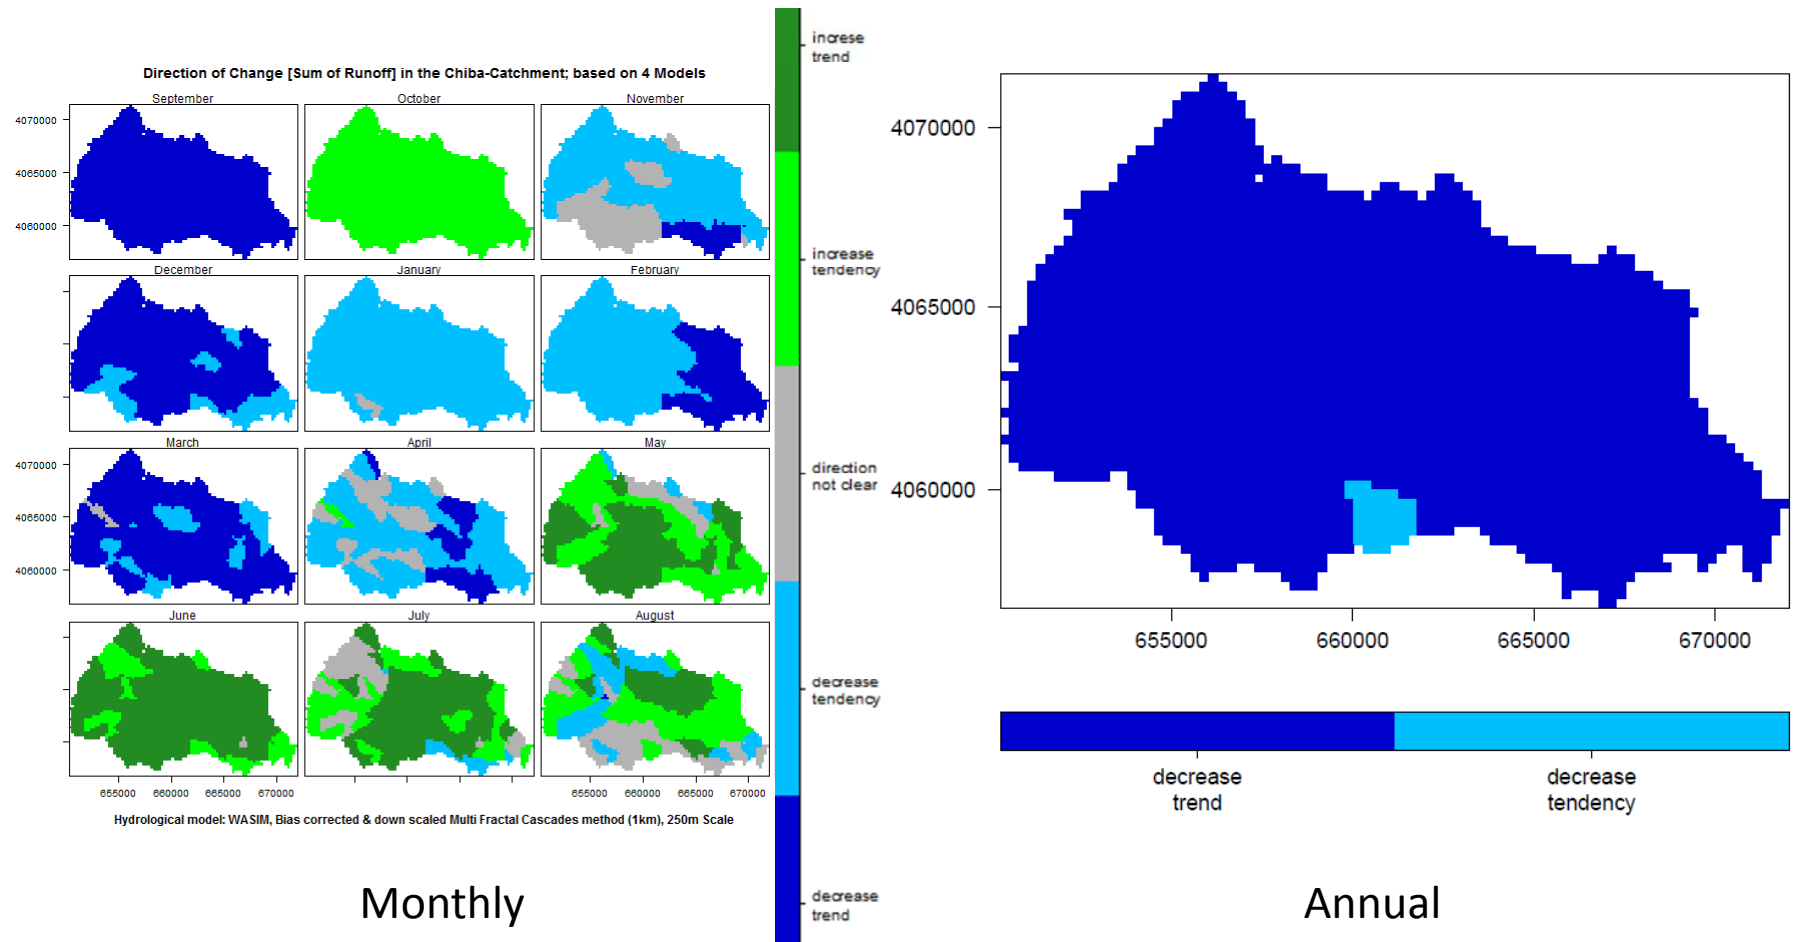 Direction of Change [Sum of Runoff] in the Chiba-Catchment; based on 4 Models
September
October
November
4070000
4065000
4060000
December
January
February
March
April
May
4070000
4065000
4060000
June
July
August
655000 660000 665000 670000
655000 660000 665000 670000
Hydrological model: WASIM, Bias corrected & down scaled Multi Fractal Cascades method (1km), 250m Scale
Monthly
increse
trend
increase
tendency
direction
not clear
decrease
tendency
decrease
trend
4070000
4065000
4060000
655000 660000 665000 670000
decrease
trend
decrease
tendency
Annual